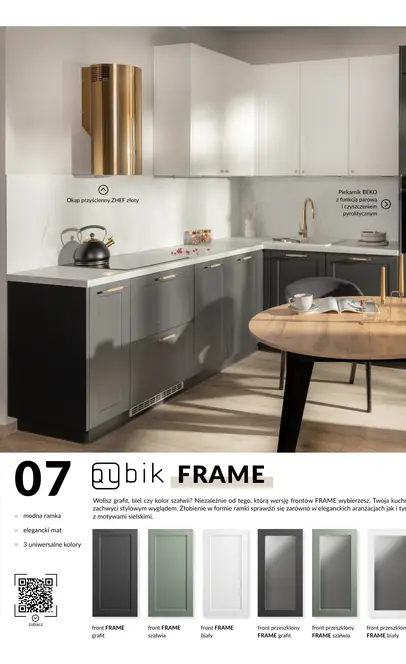 Okap przyścienny ZHEF złoty
Piekarnik BEKO
z funkcją parową
i czyszczeniem
pyrolitycznym
07 qubik FRAME
modna ramka
elegancki mat
3 uniwersalne kolory
Wolisz grafit, biel czy kolor szałwii? Niezależnie od tego, którą wersję frontów FRAME wybierzesz, Twoja kuch
zachwyci stylowym wyglądem. Żłobienie w formie ramki sprawdzi się zarówno w eleganckich aranżacjach jak i ty
z motywami sielskimi.
zobacz
front FRAME
grafit
front FRAME
szałwia
front FRAME
biały
front przeszklony
FRAME grafit
front przeszklony
FRAME szałwia
front przeszk
FRAME biały